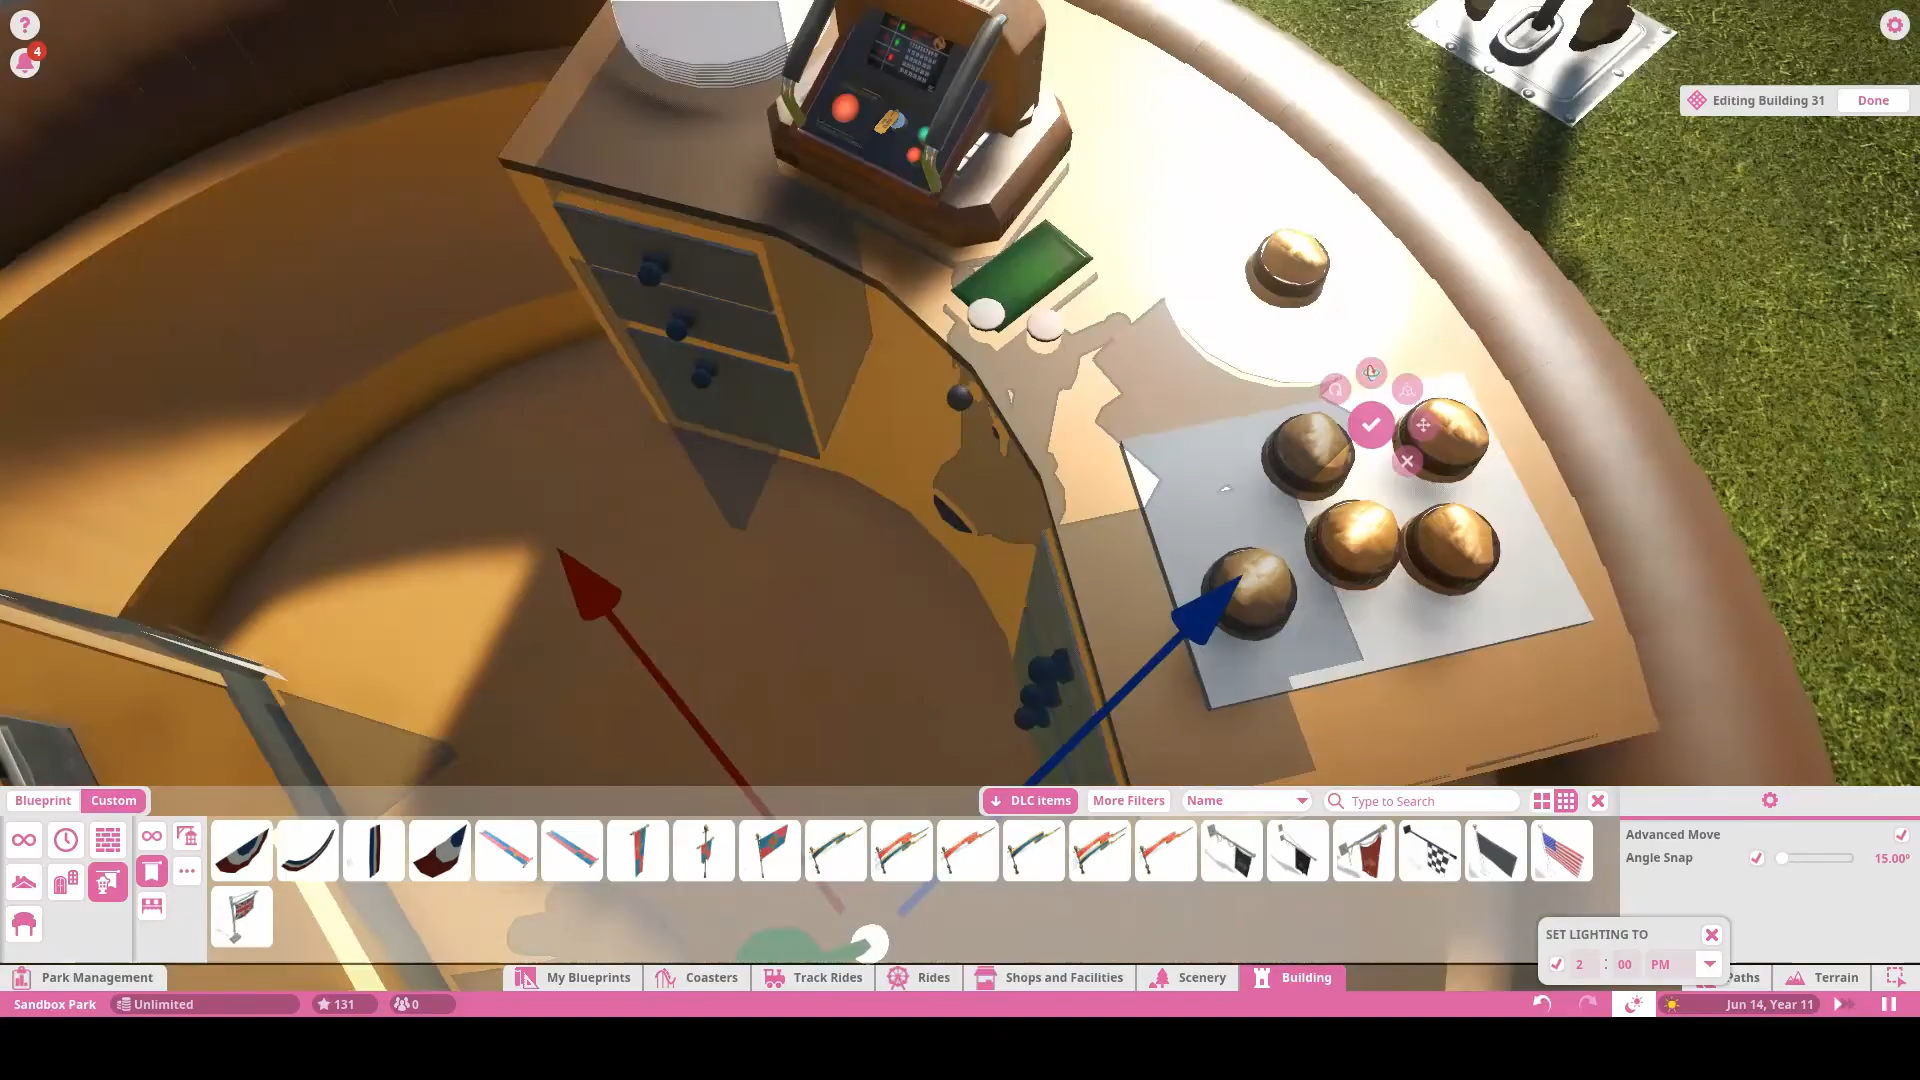 4
Editing Building 31
Done
Blueprint
Custom
DLC items
More Filters
Name
Type to Search
Advanced Move
Angle Snap
15.00°
SET LIGHTING TO
2 : 00 PM
Park Management
My Blueprints
Coasters
Track Rides
Rides
Shops and Facilities
Scenery
Building
Paths
Terrain
Sandbox Park
Unlimited
131
0
Jun 14, Year 11